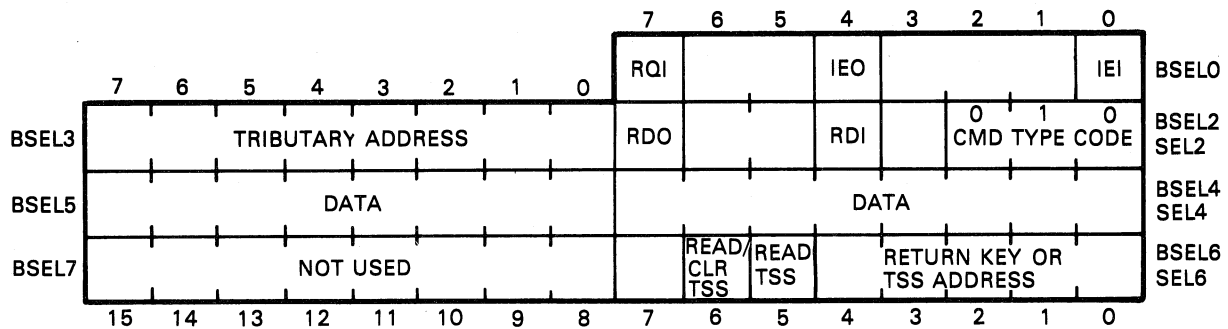 7 6 5 4 3 2 1 0
RQI IEO IEI BSEL0
7 6 5 4 3 2 1 0
BSEL3 TRIBUTARY ADDRESS RDO RDI 0 1 0 CMD TYPE CODE BSEL2 SEL2
BSEL5 DATA DATA BSEL4 SEL4
BSEL7 NOT USED READ/ CLR TSS READ TSS RETURN KEY OR TSS ADDRESS BSEL6 SEL6
15 14 13 12 11 10 9 8 7 6 5 4 3 2 1 0